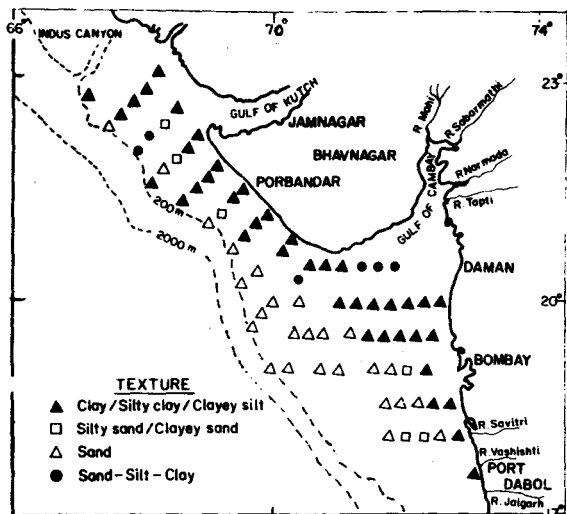 66°
70°
74°
INDUS CANYON
23
GULF OF KUTCH
JAMNAGAR
R Mahi
R Sabarmathi
BHAVNAGAR
GULF OF CAMBAY
R Narmada
PORBANDAR
R Tapti
200 m
2000 m
DAMAN
20°
BOMBAY
TEXTURE
Clay/Silty clay/Clayey silt
Silty sand/Clayey sand
Sand
Sand-Silt-Clay
R. Savitri
R. Vashishti
PORT
DABOL
R. Jaigarh